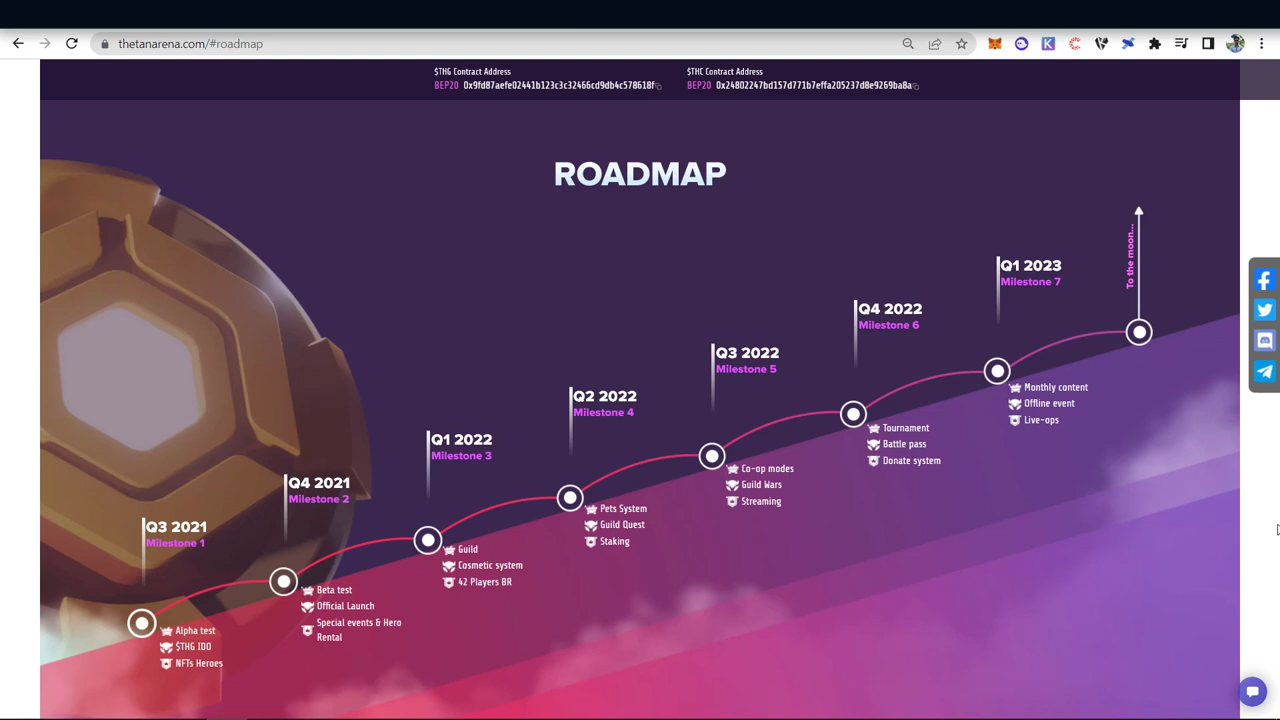 thetanarena.com/#roadmap
$THG Contract Address
BEP20 0x9fd87aefe02441b123c3c32466cd9db4c578618f
$THC Contract Address
BEP20 0x24802247bd157d771b7effa205237d8e9269ba8a
ROADMAP
To the moon...
Q1 2023
Milestone 7
Monthly content
Offline event
Live-ops
Q4 2022
Milestone 6
Tournament
Battle pass
Donate system
Q3 2022
Milestone 5
Co-op modes
Guild Wars
Streaming
Q2 2022
Milestone 4
Pets System
Guild Quest
Staking
Q1 2022
Milestone 3
Guild
Cosmetic system
42 Players BR
Q4 2021
Milestone 2
Beta test
Official Launch
Special events & Hero
Rental
Q3 2021
Milestone 1
Alpha test
$THG IDO
NFTs Heroes